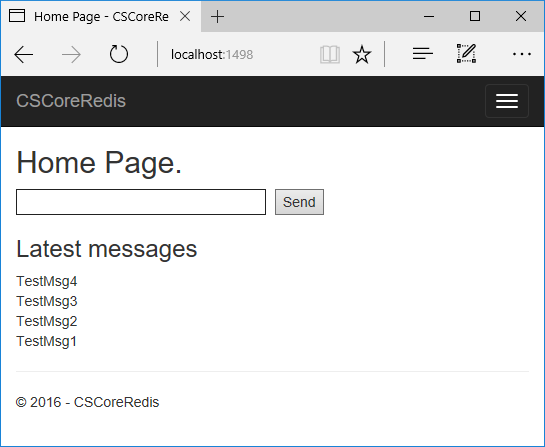 Home Page - CSCoreRe
localhost:1498
CSCoreRedis
Home Page.
Send
Latest messages
TestMsg4
TestMsg3
TestMsg2
TestMsg1
© 2016 - CSCoreRedis